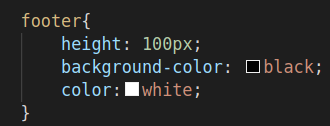 footer{
    height: 100px;
    background-color: black;
    color:white;
}